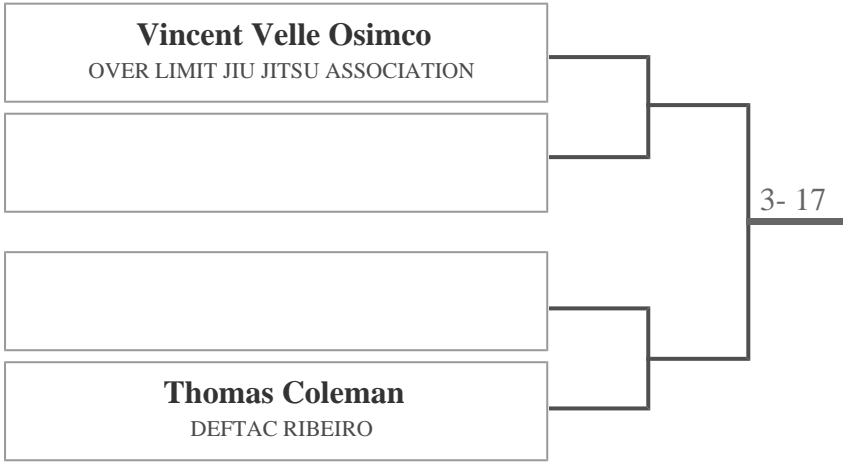 Vincent Velle Osimco
OVER LIMIT JIU JITSU ASSOCIATION
3- 17
Thomas Coleman
DEFTAC RIBEIRO